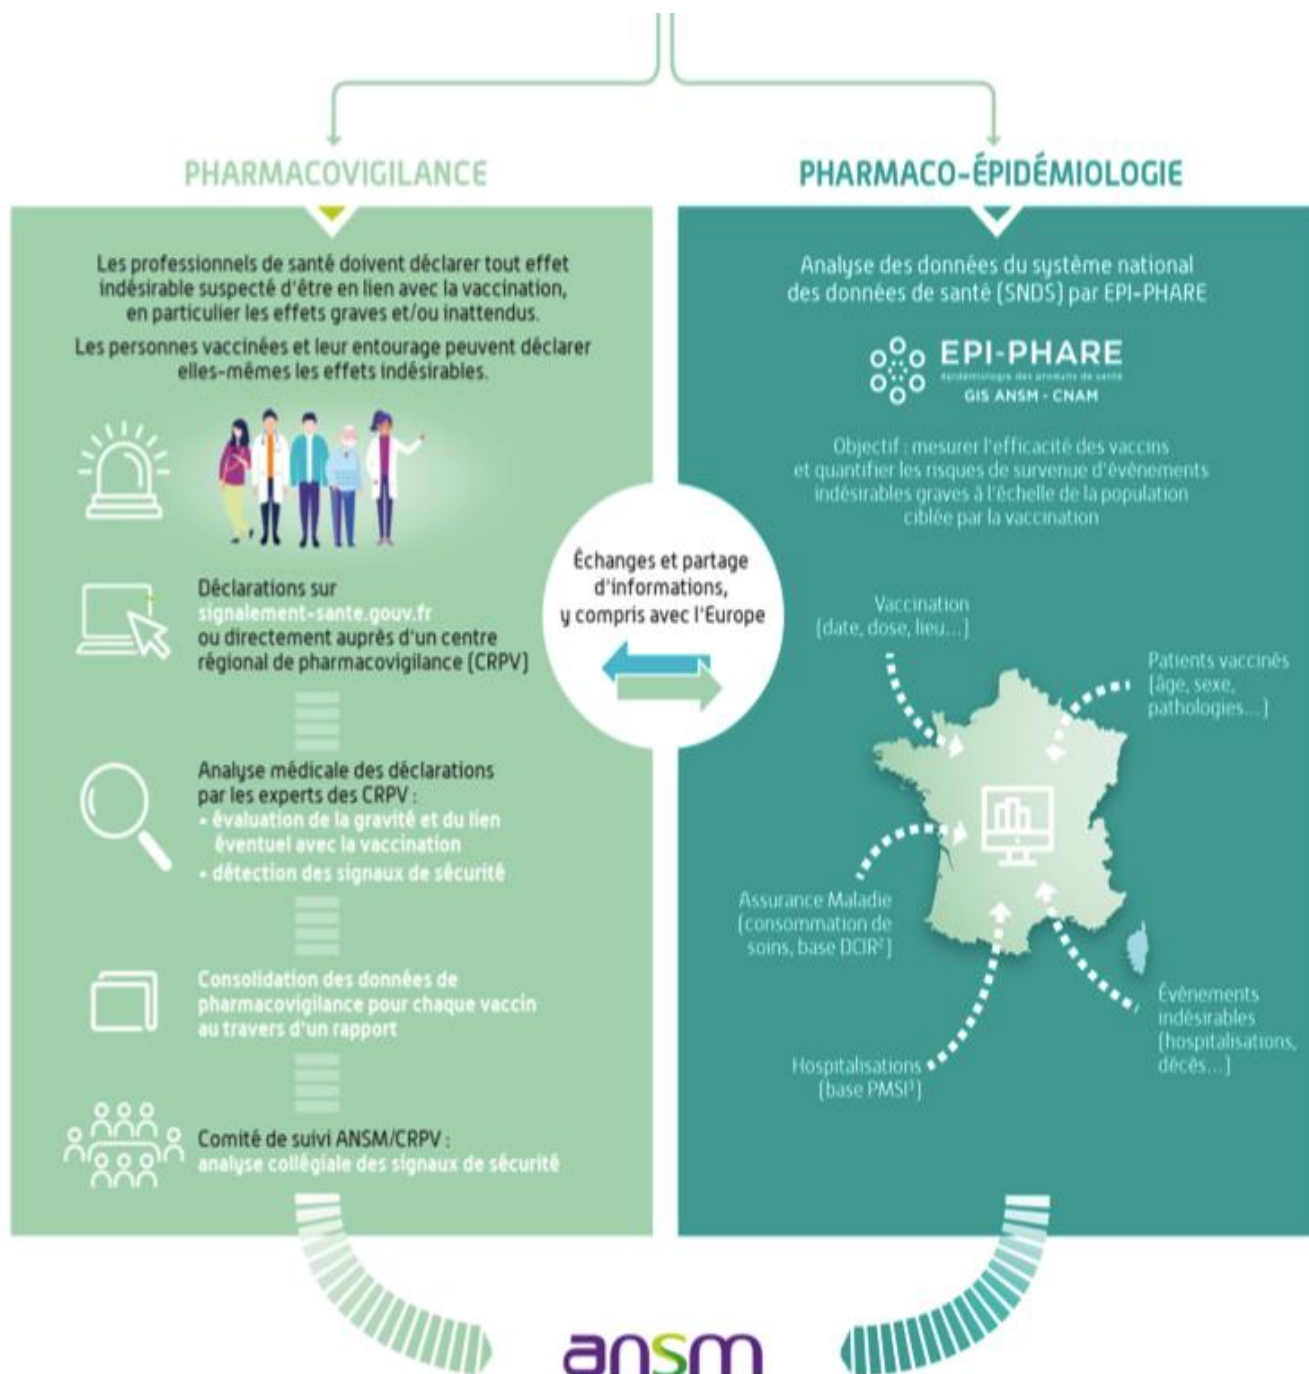 PHARMACOVIGILANCE
Les professionnels de santé doivent déclarer tout effet
indésirable suspecté d'être en lien avec la vaccination,
en particulier les effets graves et/ou inattendus.
Les personnes vaccinées et leur entourage peuvent déclarer
elles-mêmes les effets indésirables.
Déclarations sur
signalement-sante.gouv.fr
ou directement auprès d'un centre
régional de pharmacovigilance (CRPV)
Analyse médicale des déclarations
par les experts des CRPV :
• évaluation de la gravité et du lien
éventuel avec la vaccination
• détection des signaux de sécurité
Consolidation des données de
pharmacovigilance pour chaque vaccin
au travers d'un rapport
Comité de suivi ANSM/CRPV :
analyse collégiale des signaux de sécurité
Échanges et partage
d'informations,
y compris avec l'Europe
PHARMACO-ÉPIDÉMIOLOGIE
Analyse des données du système national
des données de santé (SNDS) par EPI-PHARE
EPI-PHARE
épidémiologie des produits de santé
GIS ANSM - CNAM
Objectif : mesurer l'efficacité des vaccins
et quantifier les risques de survenue d'évènements
indésirables graves à l'échelle de la population
ciblée par la vaccination
Vaccination
(date, dose, lieu...)
Patients vaccinés
(âge, sexe,
pathologies...)
Assurance Maladie
(consommation de
soins, base DCIR²)
Évènements
indésirables
(hospitalisations,
décès...)
Hospitalisations
(base PMSI¹)
ansm